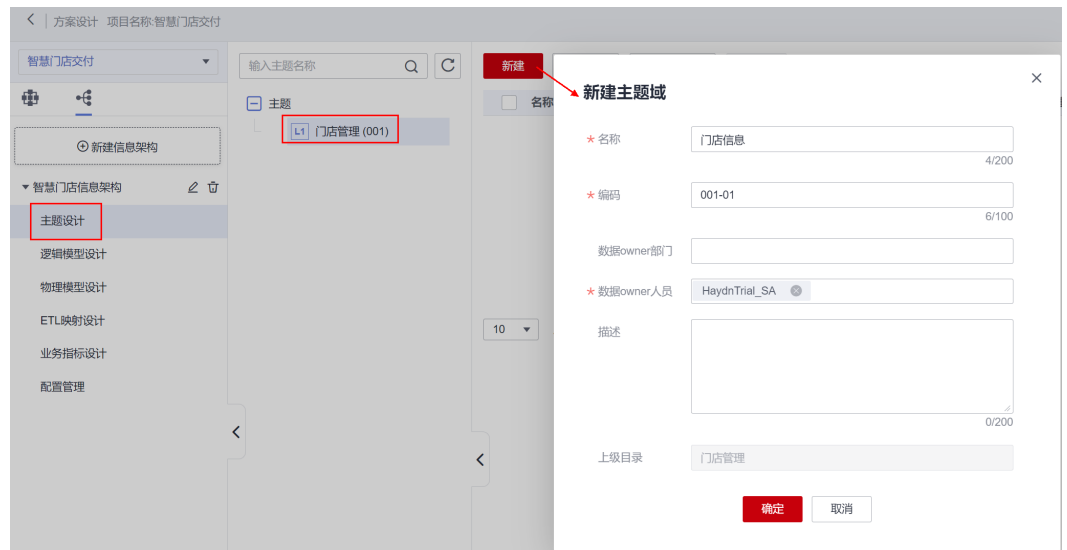 方案设计 项目名称:智慧门店交付
智慧门店交付
新建信息架构
智慧门店信息架构
主题设计
逻辑模型设计
物理模型设计
ETL映射设计
业务指标设计
配置管理
输入主题名称
主题
L1 门店管理 (001)
新建
名称
10
新建主题域
* 名称 门店信息
4/200
* 编码 001-01
6/100
数据owner部门
* 数据owner人员 HaydnTrial_SA
描述
0/200
上级目录 门店管理
确定 取消